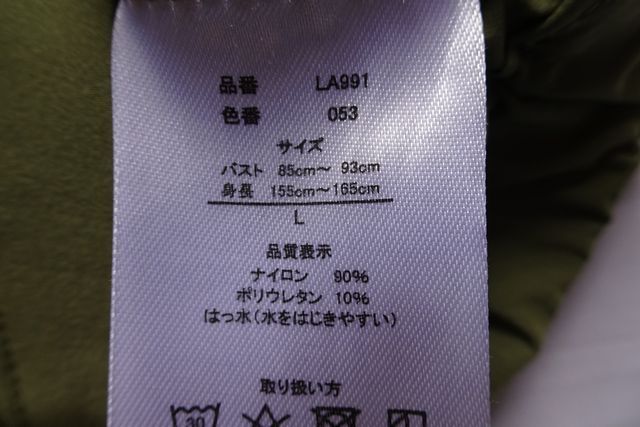 品番 LA991
色番 053
サイズ
バスト 85cm〜 93cm
身長 155cm〜165cm
L
品質表示
ナイロン 90%
ポリウレタン 10%
はっ水(水をはじきやすい)
取り扱い方
30